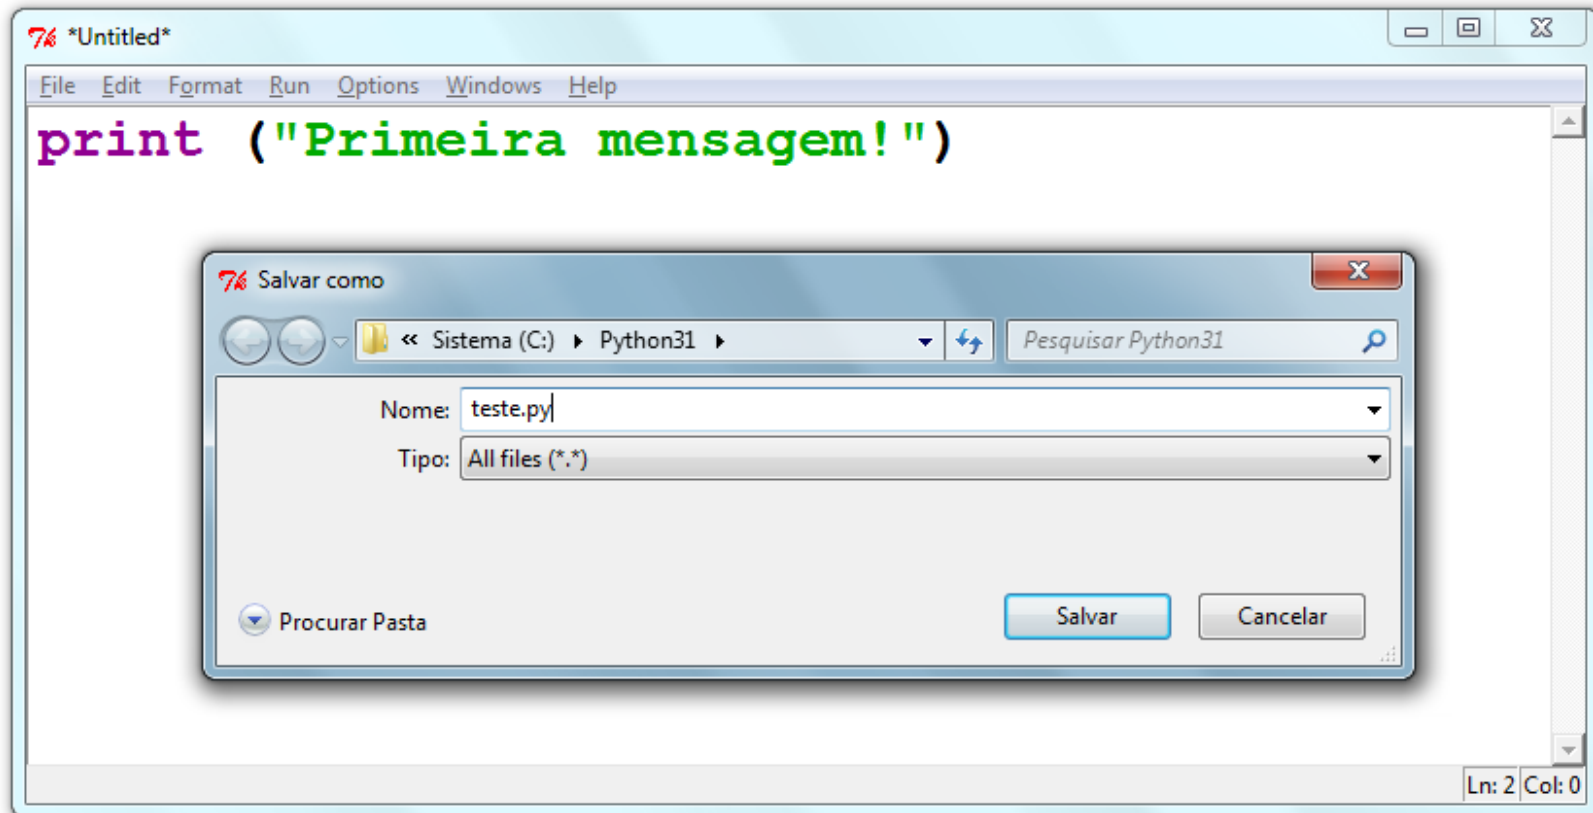 *Untitled*
File Edit Format Run Options Windows Help
print ("Primeira mensagem!")
Salvar como
« Sistema (C:) Python31
Pesquisar Python31
Nome: teste.py
Tipo: All files (*.*)
Procurar Pasta
Salvar Cancelar
Ln: 2 Col: 0